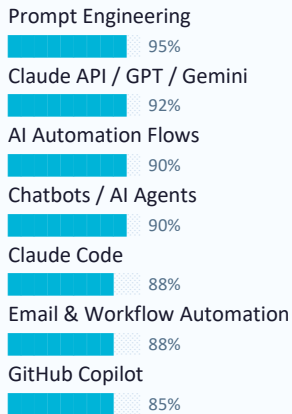 Prompt Engineering
95%
Claude API / GPT / Gemini
92%
AI Automation Flows
90%
Chatbots / AI Agents
90%
Claude Code
88%
Email & Workflow Automation
88%
GitHub Copilot
85%